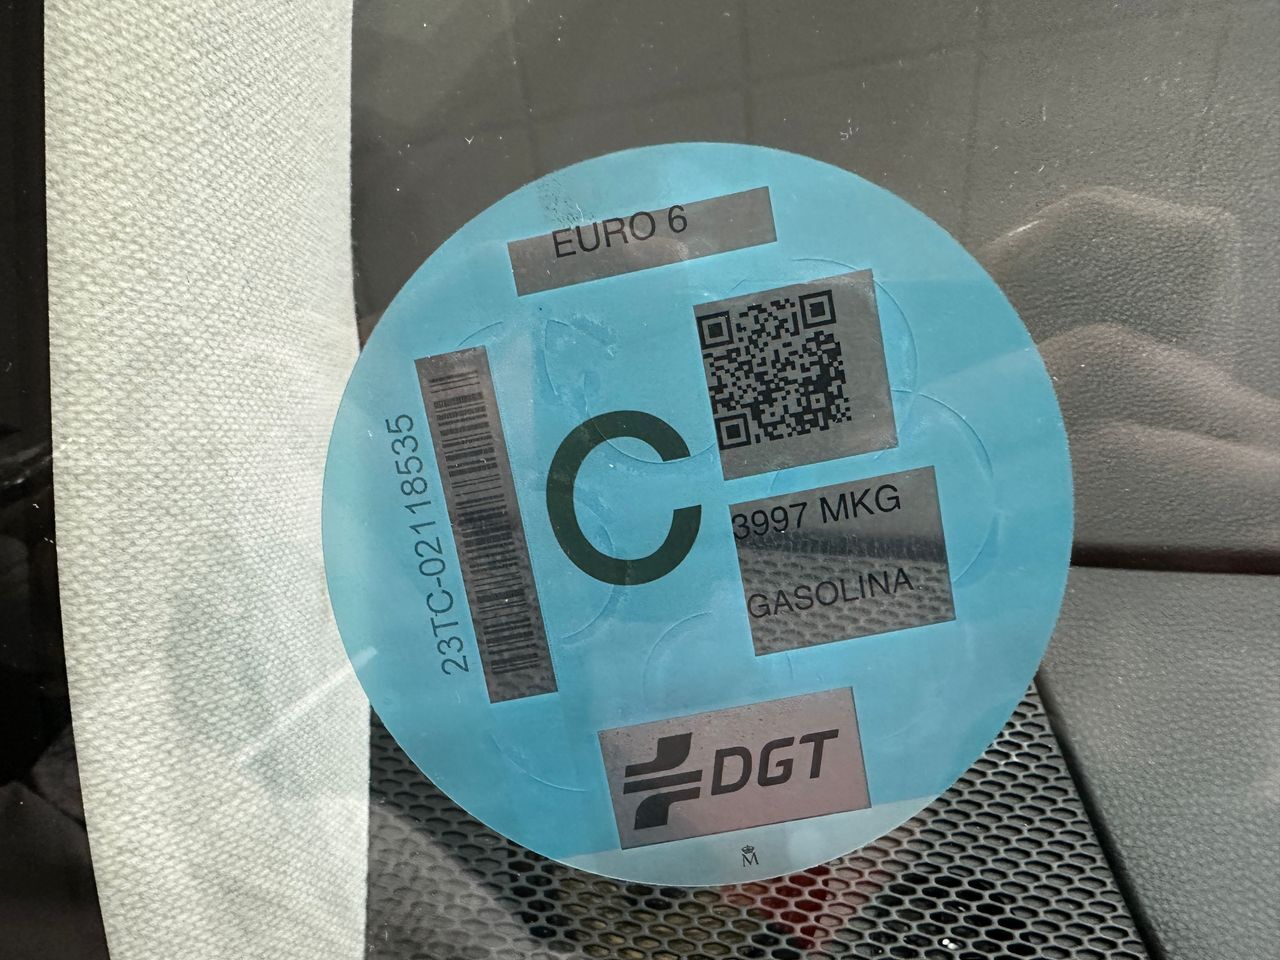 EURO 6
23TC-02118535
C
3997 MKG
GASOLINA
DGT
M